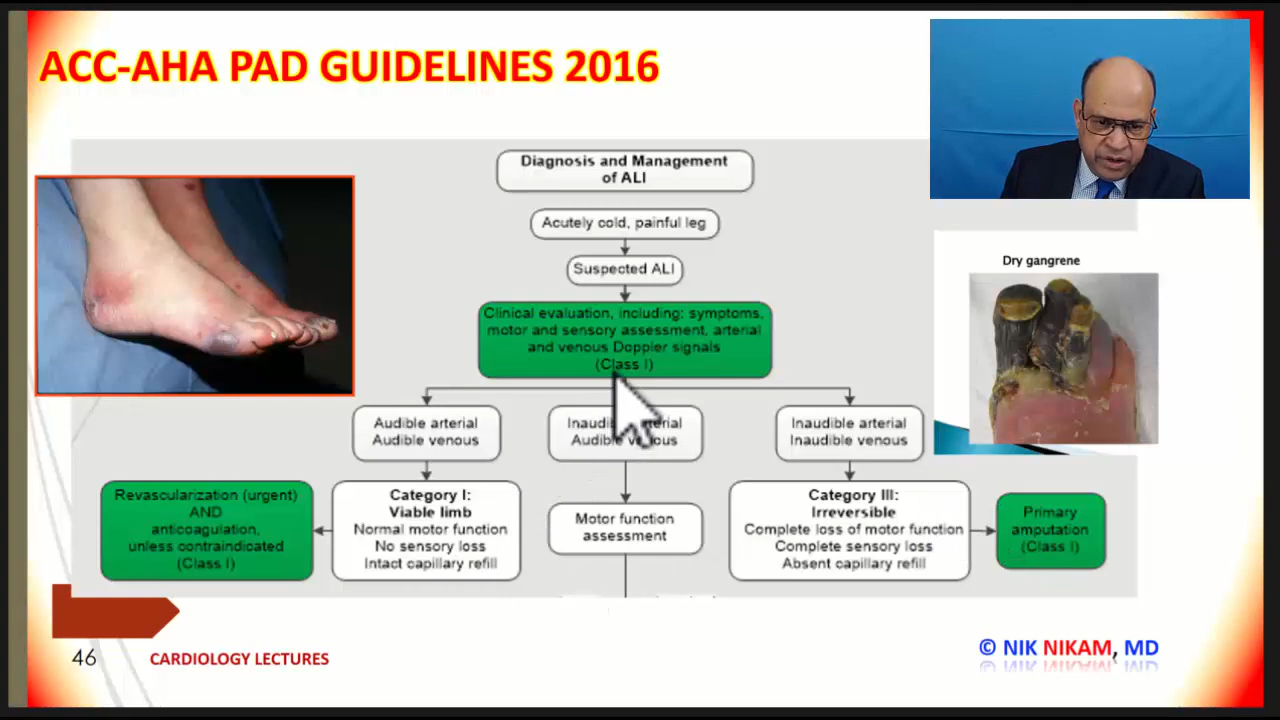 ACC-AHA PAD GUIDELINES 2016
Diagnosis and Management
of ALI
Acutely cold, painful leg
Suspected ALI
Clinical evaluation, including: symptoms,
motor and sensory assessment, arterial
and venous Doppler signals
(Class I)
Dry gangrene
Audible arterial
Audible venous
Inaudible arterial
Audible venous
Inaudible arterial
Inaudible venous
Revascularization (urgent)
AND
anticoagulation,
unless contraindicated
(Class I)
Category I:
Viable limb
Normal motor function
No sensory loss
Intact capillary refill
Motor function
assessment
Category III:
Irreversible
Complete loss of motor function
Complete sensory loss
Absent capillary refill
Primary
amputation
(Class I)
46
CARDIOLOGY LECTURES
© NIK NIKAM, MD